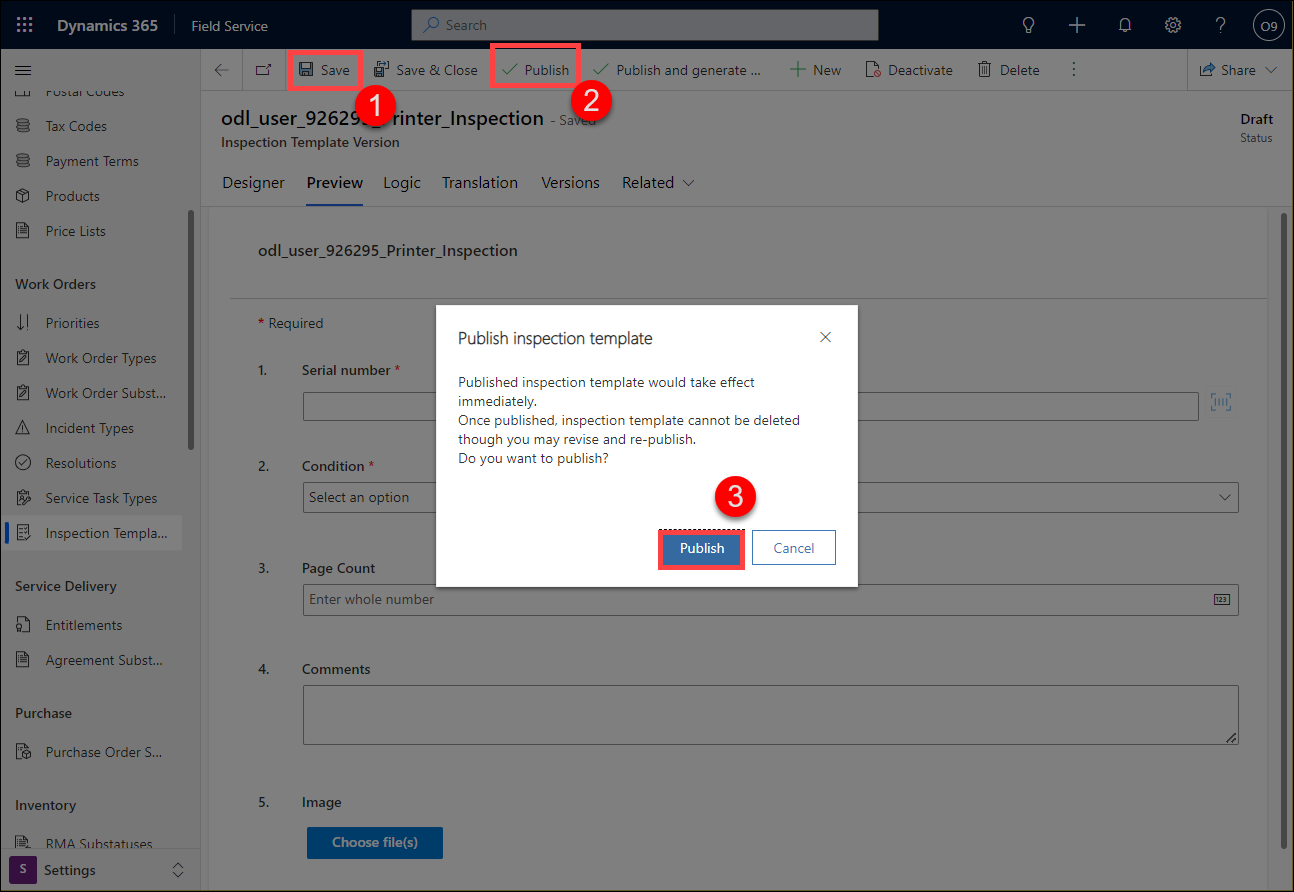 Dynamics 365
Field Service
Search
O9
Save
Save & Close
Publish
Publish and generate ...
New
Deactivate
Delete
Share
1
2
odl_user_92629 Printer_Inspection - Saved
Inspection Template Version
Draft
Status
Designer
Preview
Logic
Translation
Versions
Related
Postal Codes
Tax Codes
Payment Terms
Products
Price Lists
Work Orders
Priorities
Work Order Types
Work Order Subst...
Incident Types
Resolutions
Service Task Types
Inspection Templa...
Service Delivery
Entitlements
Agreement Subst...
Purchase
Purchase Order S...
Inventory
RMA Substatuses
S
Settings
odl_user_926295_Printer_Inspection
* Required
1.
Serial number *
2.
Condition *
Select an option
3.
Page Count
Enter whole number
123
4.
Comments
5.
Image
Choose file(s)
Publish inspection template
Published inspection template would take effect
immediately.
Once published, inspection template cannot be deleted
though you may revise and re-publish.
Do you want to publish?
3
Publish
Cancel